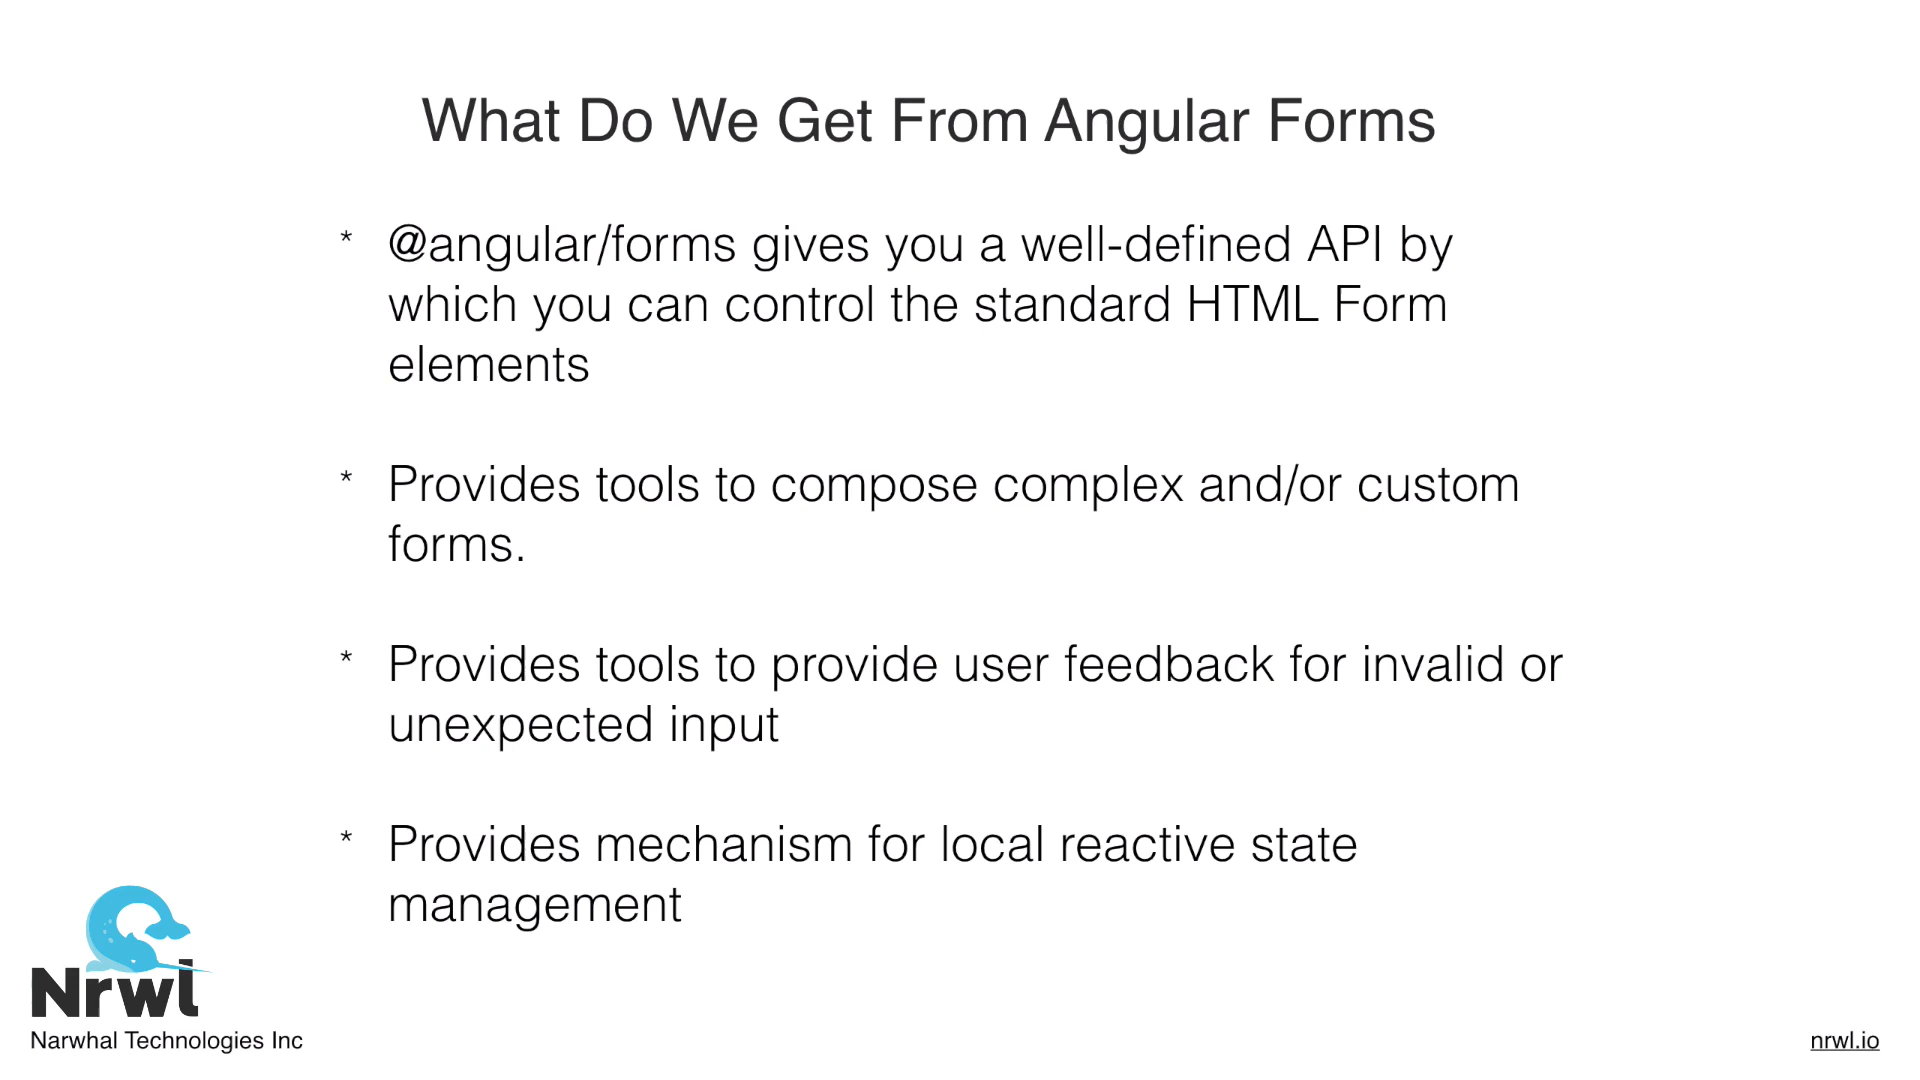 What Do We Get From Angular Forms
* @angular/forms gives you a well-defined API by
which you can control the standard HTML Form
elements
* Provides tools to compose complex and/or custom
forms.
* Provides tools to provide user feedback for invalid or
unexpected input
* Provides mechanism for local reactive state
management
Nrwl
Narwhal Technologies Inc
nrwl.io